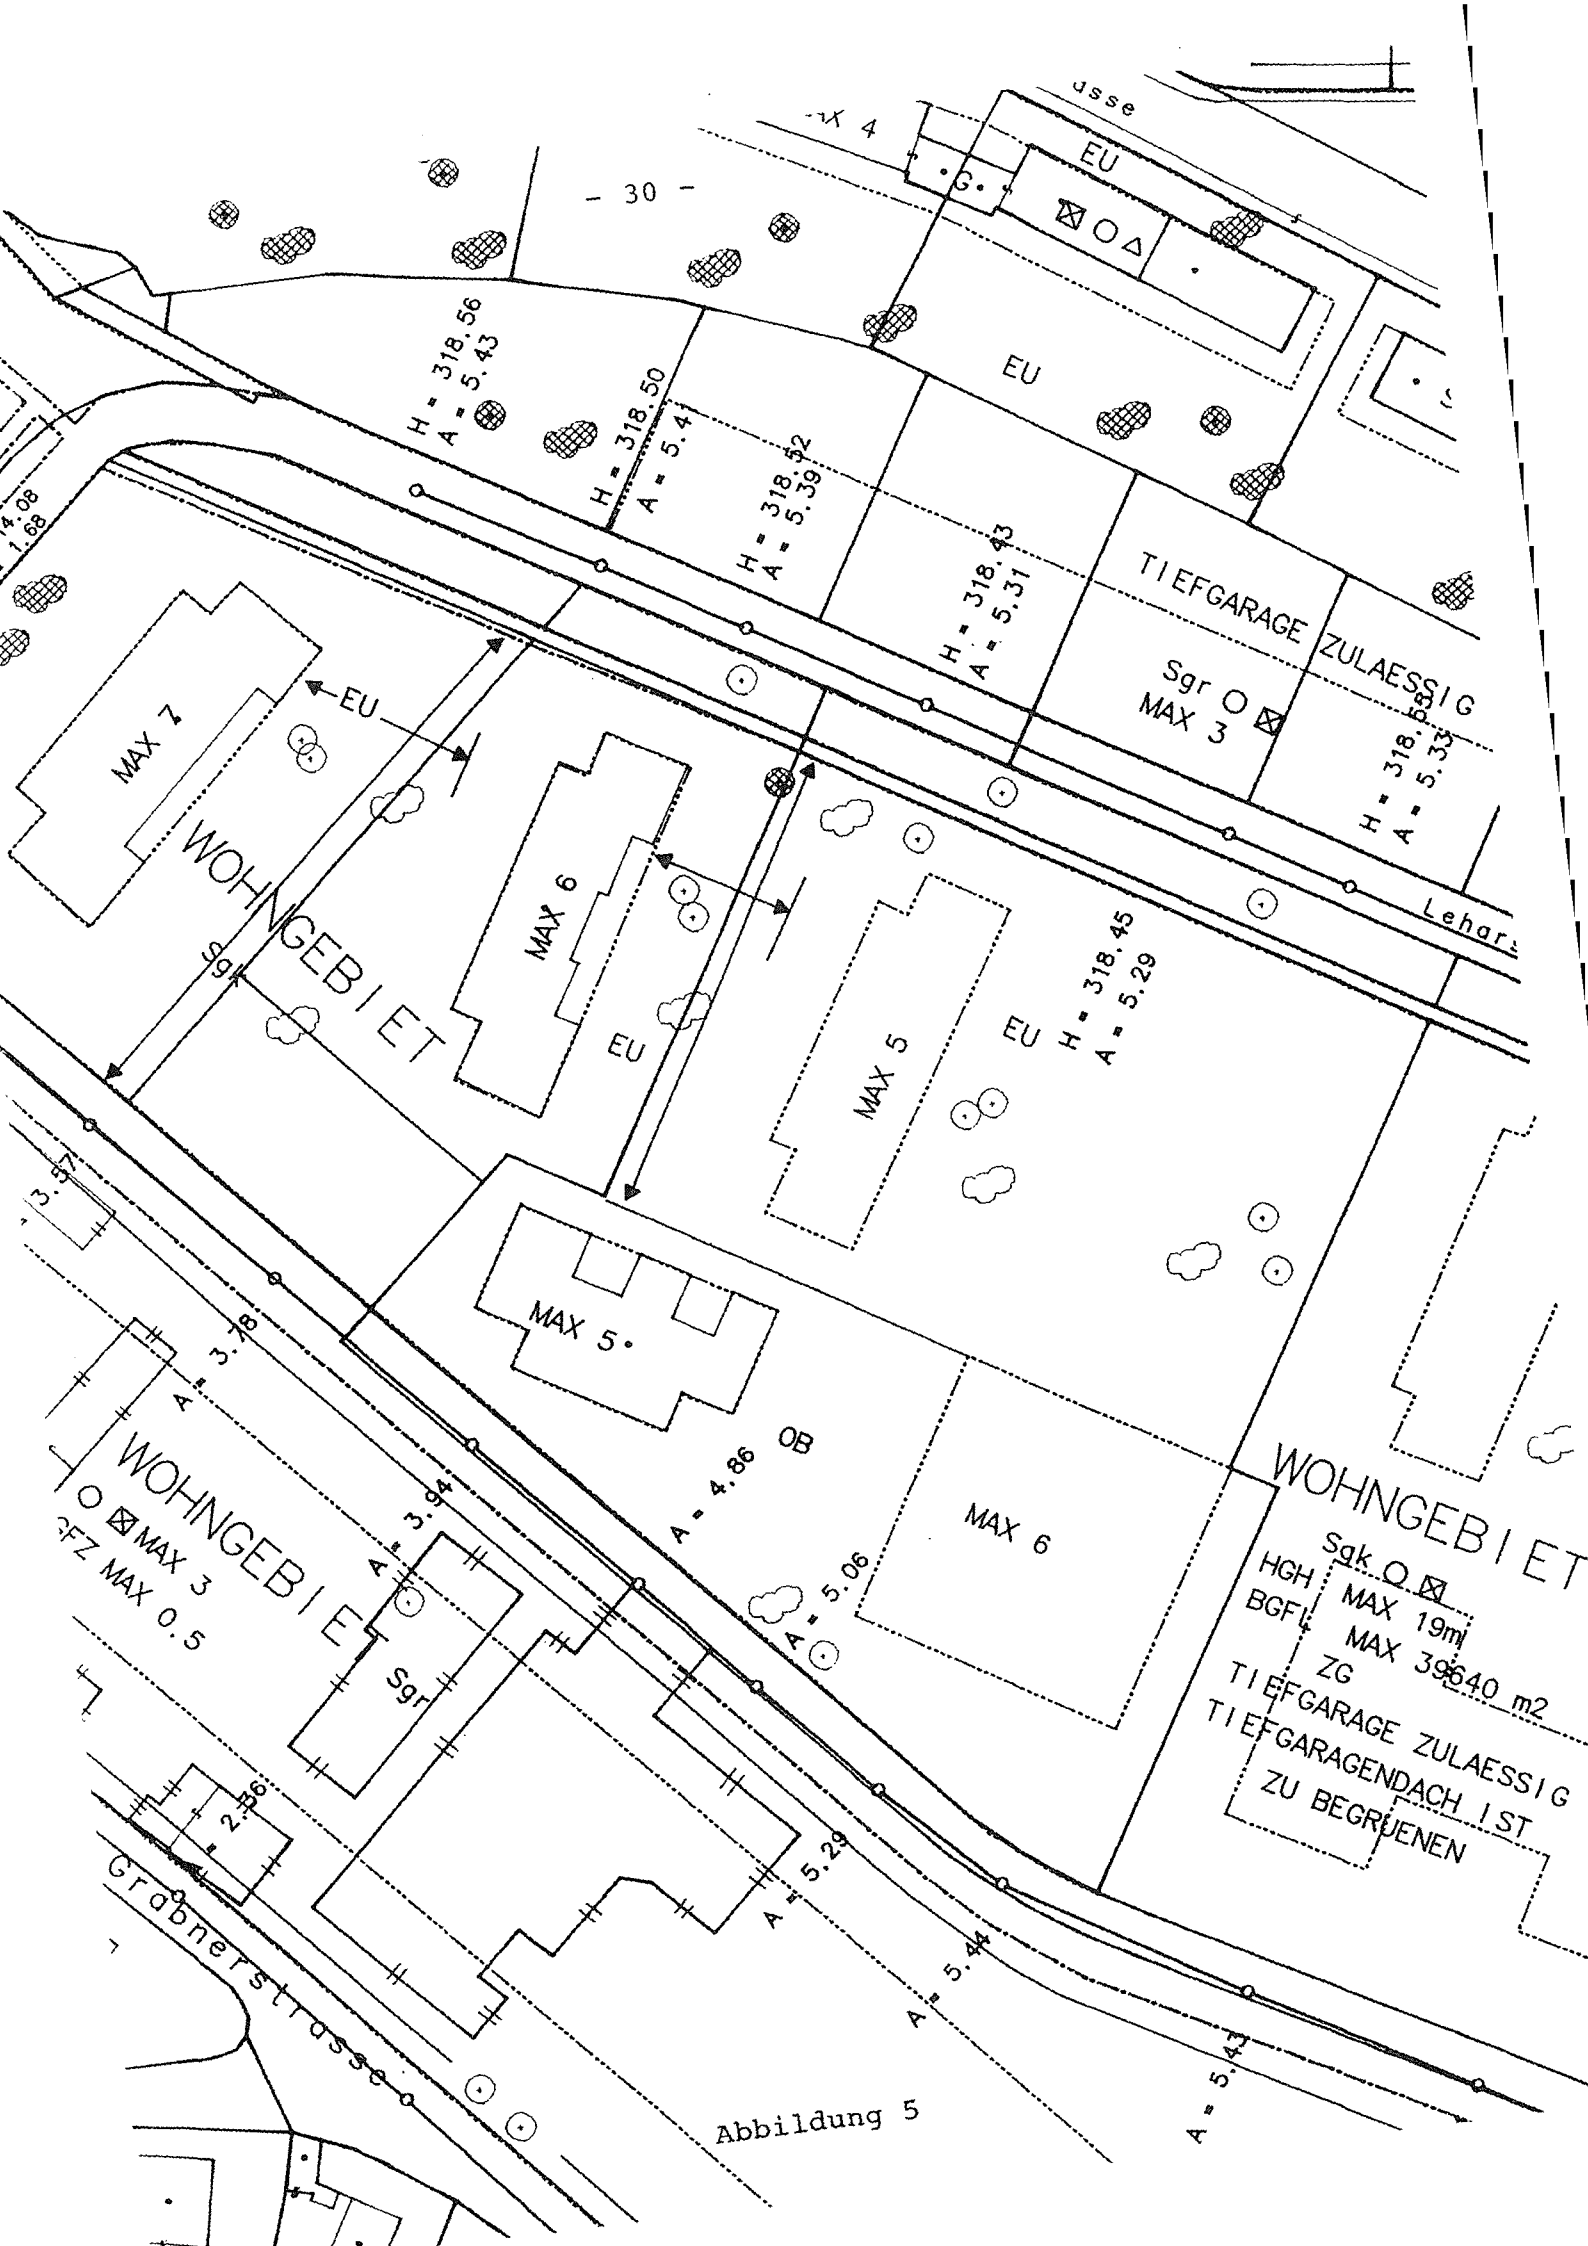 - 30 -
asse
MAX 4
EU
G
H = 318.56
A = 5.43
H = 318.50
A = 5.41
H = 318.52
A = 5.39
EU
H = 318.43
A = 5.31
TIEFGARAGE ZULAESSIG
Sgr
MAX 3
H = 318.53
A = 5.33
14.08
1.68
MAX 7
EU
MAX 6
WOHNGEBIET
Sgk
EU
MAX 5
EU
H = 318.45
A = 5.29
Lehars
3.57
MAX 5
OB
A = 4.86
A = 3.78
A = 3.94
MAX 6
A = 5.06
WOHNGEBIET
MAX 3
GFZ MAX 0.5
Sgr
WOHNGEBIET
Sgk
HGH MAX 19m
BGFL MAX 39640 m2
ZG
TIEFGARAGE ZULAESSIG
TIEFGARAGENDACH IST
ZU BEGRUENEN
= 2.36
Grabnerstrasse
A = 5.29
A = 5.44
A = 5.43
Abbildung 5